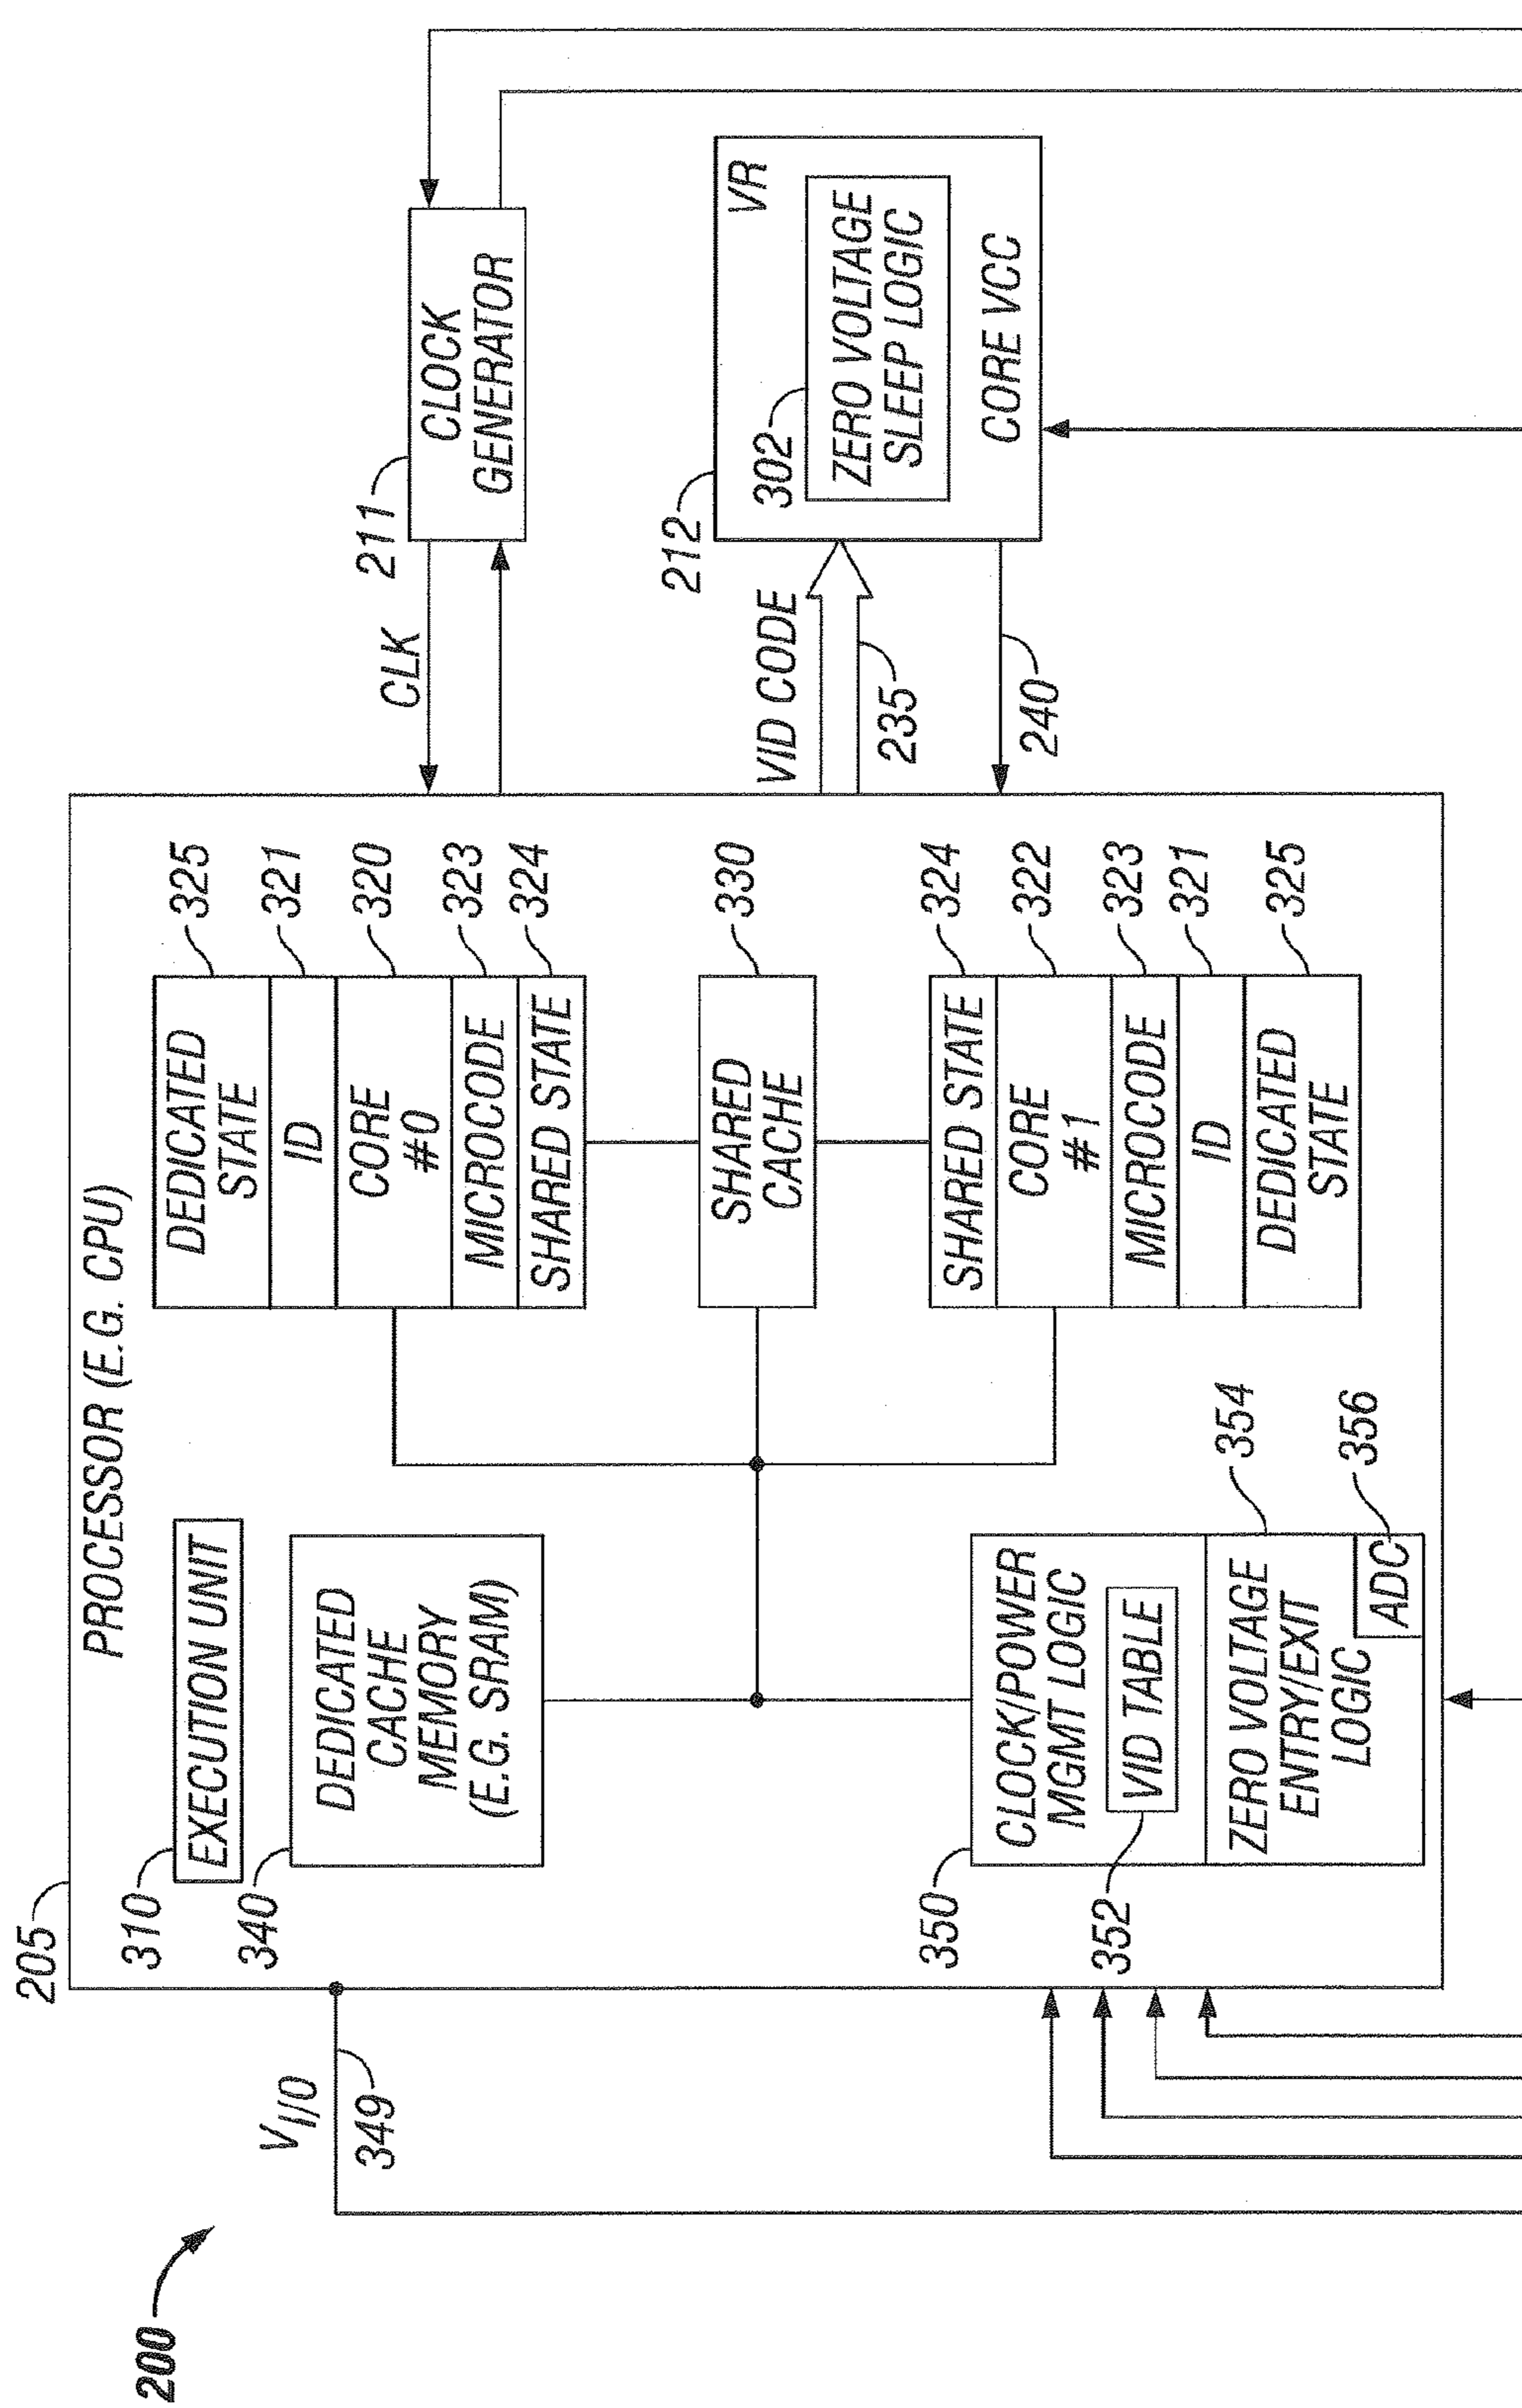 200
205
PROCESSOR (E.G. CPU)
V I/O
349
310
EXECUTION UNIT
340
DEDICATED
CACHE
MEMORY
(E.G. SRAM)
350
CLOCK/POWER
MGMT LOGIC
352
VID TABLE
ZERO VOLTAGE
ENTRY/EXIT
LOGIC
354
ADC
356
DEDICATED
STATE
325
ID
321
CORE
#0
320
MICROCODE
323
SHARED STATE
324
SHARED
CACHE
330
SHARED STATE
324
CORE
#1
322
MICROCODE
323
ID
321
DEDICATED
STATE
325
CLK
211
CLOCK
GENERATOR
VID CODE
235
240
212
VR
302
ZERO VOLTAGE
SLEEP LOGIC
CORE VCC